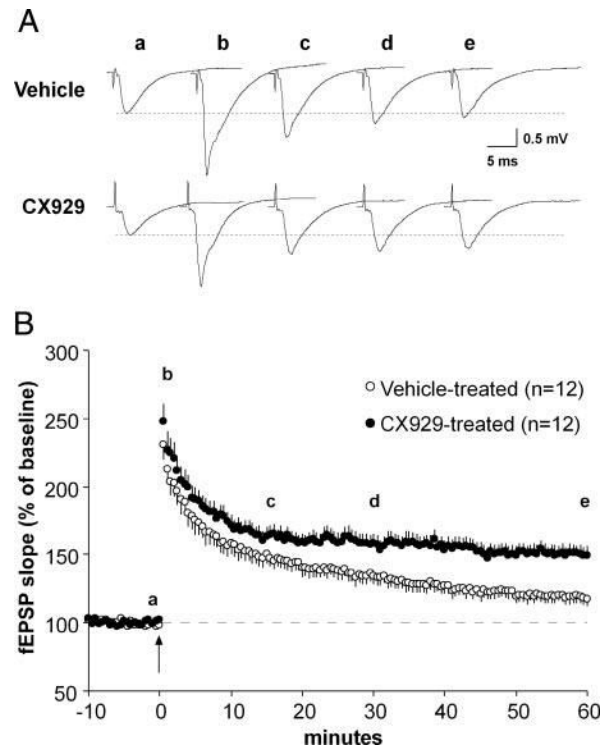 A
a b c d e
Vehicle
0.5 mV
5 ms
CX929
B
300
250
200
150
100
50
fEPSP slope (% of baseline)
b
Vehicle-treated (n=12)
CX929-treated (n=12)
c d e
a
-10 0 10 20 30 40 50 60
minutes